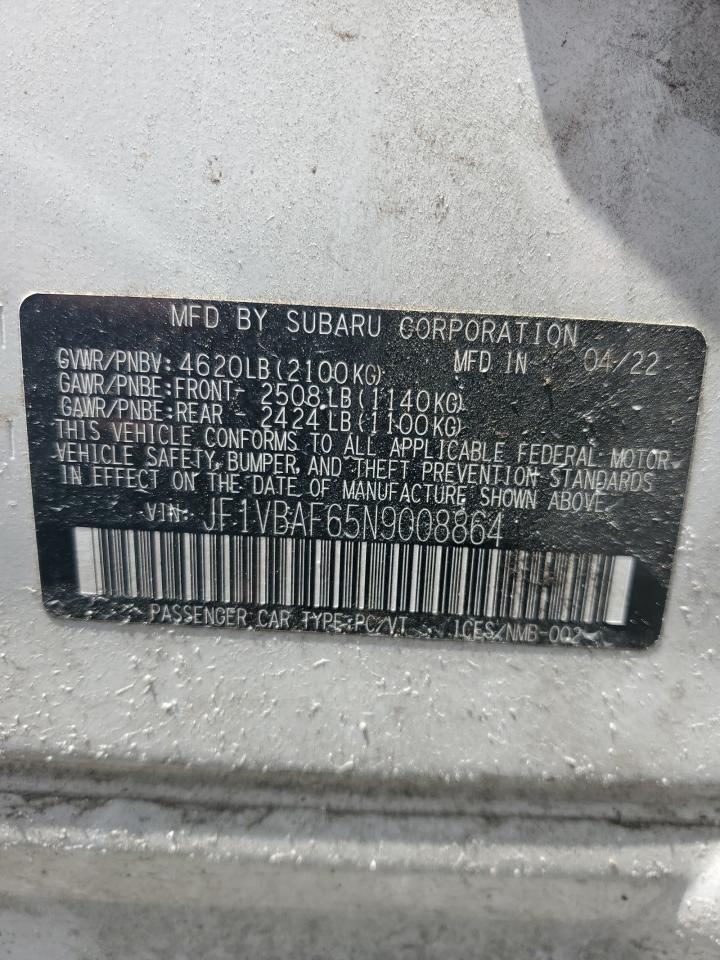 MFD BY SUBARU CORPORATION
GVWR/PNBV: 4620LB (2100KG) MFD IN 04/22
GAWR/PNBE:FRONT- 2508LB (1140KG)
GAWR/PNBE:REAR - 2424LB (1100KG)
THIS VEHICLE CONFORMS TO ALL APPLICABLE FEDERAL MOTOR
VEHICLE SAFETY, BUMPER, AND THEFT PREVENTION STANDARDS
IN EFFECT ON THE DATE OF MANUFACTURE SHOWN ABOVE.
VIN: JF1VBAF65N9008864
PASSENGER CAR TYPE:PC/VT ICES/NMB-002